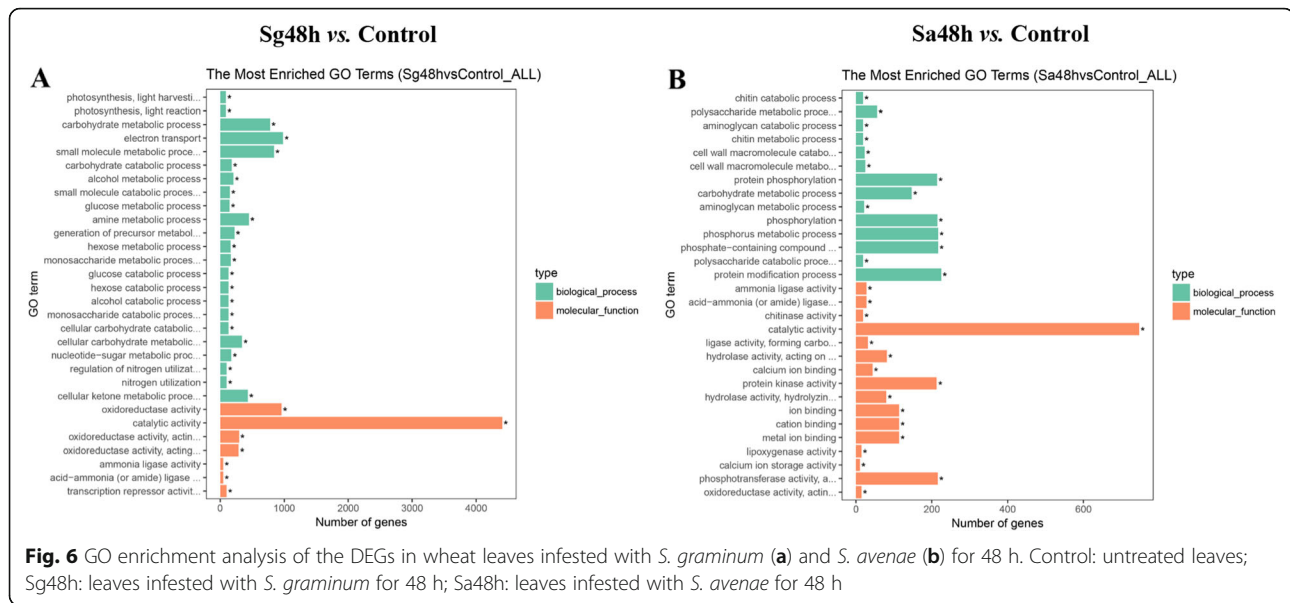 Sg48h vs. Control
A
The Most Enriched GO Terms (Sg48hvsControl_ALL)
GO term
photosynthesis, light harvesti... *
photosynthesis, light reaction *
carbohydrate metabolic process *
electron transport *
small molecule metabolic proce... *
carbohydrate catabolic process *
alcohol metabolic process *
small molecule catabolic proces... *
glucose metabolic process *
amine metabolic process *
generation of precursor metabol... *
hexose metabolic process *
monosaccharide metabolic proces... *
glucose catabolic process *
hexose catabolic process *
alcohol catabolic process *
monosaccharide catabolic proces... *
cellular carbohydrate catabolic... *
cellular carbohydrate metabolic... *
nucleotide-sugar metabolic proc... *
regulation of nitrogen utilizat... *
nitrogen utilization *
cellular ketone metabolic proce... *
oxidoreductase activity *
catalytic activity *
oxidoreductase activity, actin... *
oxidoreductase activity, acting... *
ammonia ligase activity *
acid-ammonia (or amide) ligase ... *
transcription repressor activit... *
0 1000 2000 3000 4000
Number of genes
type
biological_process
molecular_function
Sa48h vs. Control
B
The Most Enriched GO Terms (Sa48hvsControl_ALL)
GO term
chitin catabolic process *
polysaccharide metabolic proce... *
aminoglycan catabolic process *
chitin metabolic process *
cell wall macromolecule catabo... *
cell wall macromolecule metabo... *
protein phosphorylation *
carbohydrate metabolic process *
aminoglycan metabolic process *
phosphorylation *
phosphorus metabolic process *
phosphate-containing compound ... *
polysaccharide catabolic proce... *
protein modification process *
ammonia ligase activity *
acid-ammonia (or amide) ligase... *
chitinase activity *
catalytic activity *
ligase activity, forming carbo... *
hydrolase activity, acting on ... *
calcium ion binding *
protein kinase activity *
hydrolase activity, hydrolyzin... *
ion binding *
cation binding *
metal ion binding *
lipoxygenase activity *
calcium ion storage activity *
phosphotransferase activity, a... *
oxidoreductase activity, actin... *
0 200 400 600
Number of genes
type
biological_process
molecular_function
Fig. 6 GO enrichment analysis of the DEGs in wheat leaves infested with S. graminum (a) and S. avenae (b) for 48 h. Control: untreated leaves;
Sg48h: leaves infested with S. graminum for 48 h; Sa48h: leaves infested with S. avenae for 48 h